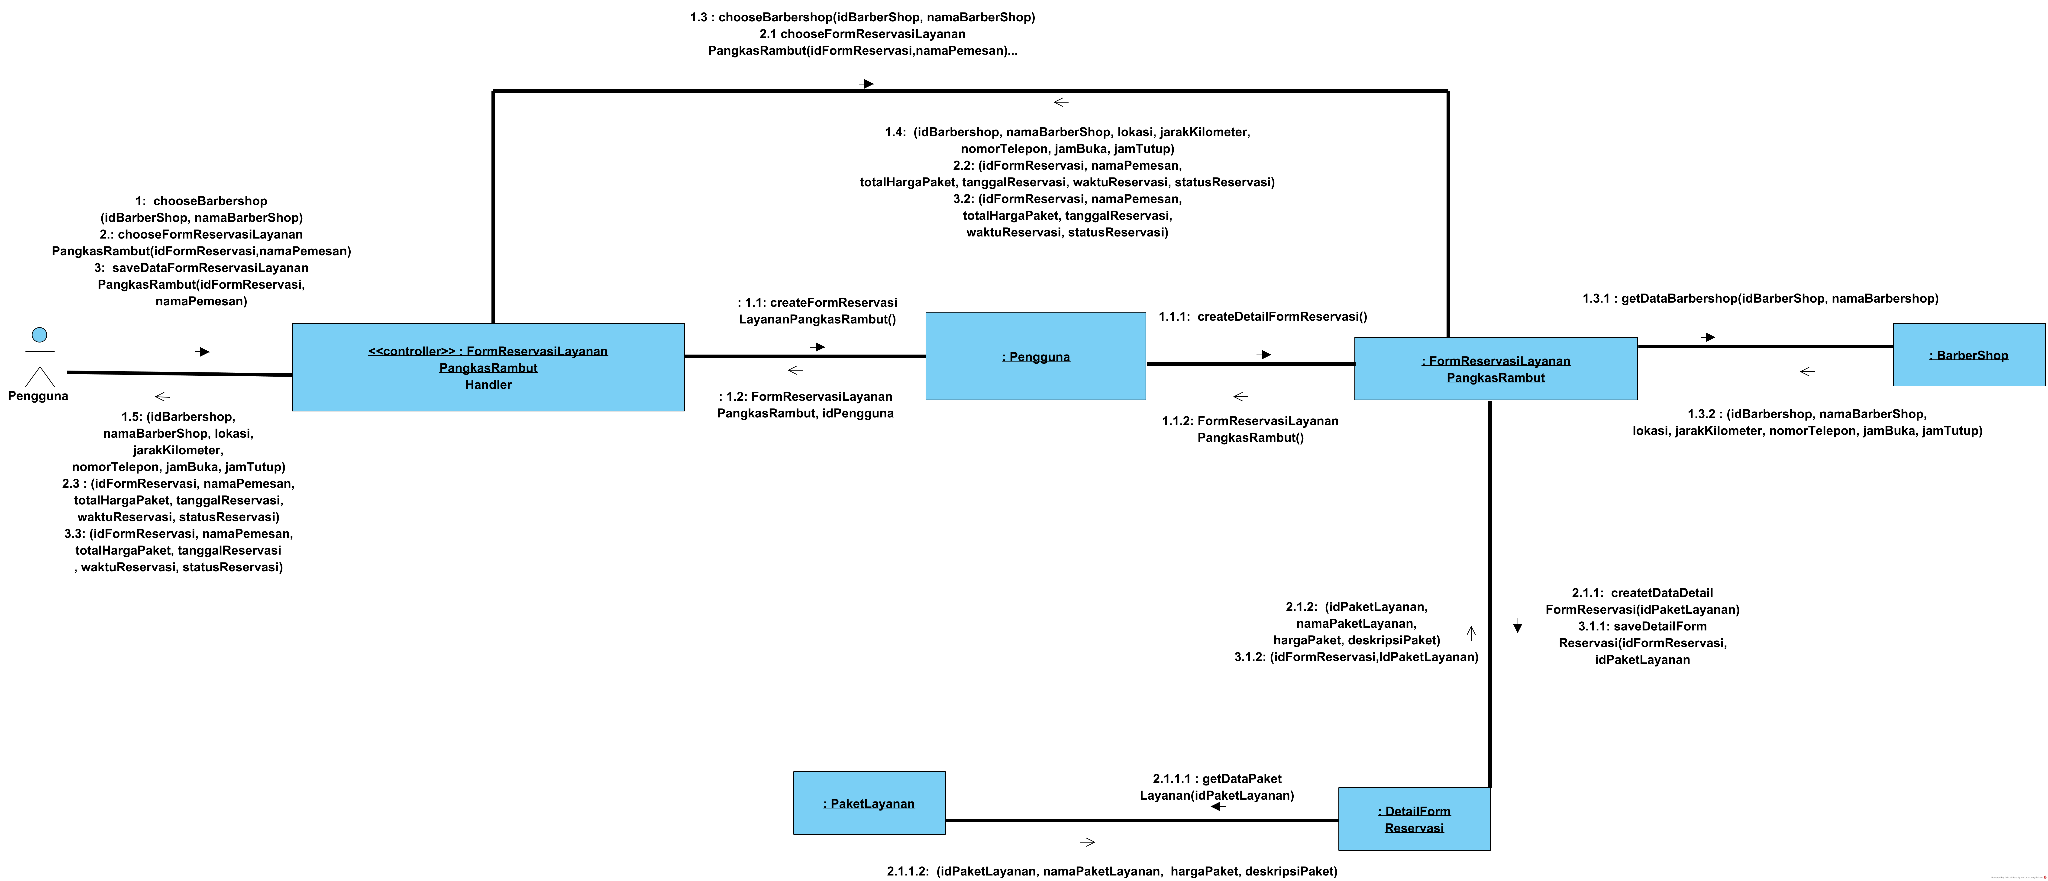 1.3 : chooseBarbershop(idBarberShop, namaBarberShop)
2.1 chooseFormReservasiLayanan
PangkasRambut(idFormReservasi,namaPemesan)...
1.4:  (idBarbershop, namaBarberShop, lokasi, jarakKilometer,
nomorTelepon, jamBuka, jamTutup)
2.2: (idFormReservasi, namaPemesan,
totalHargaPaket, tanggalReservasi, waktuReservasi, statusReservasi)
3.2: (idFormReservasi, namaPemesan,
totalHargaPaket, tanggalReservasi,
waktuReservasi, statusReservasi)
1:  chooseBarbershop
(idBarberShop, namaBarberShop)
2.: chooseFormReservasiLayanan
PangkasRambut(idFormReservasi,namaPemesan)
3:  saveDataFormReservasiLayanan
PangkasRambut(idFormReservasi,
namaPemesan)
Pengguna
1.5: (idBarbershop,
namaBarberShop, lokasi,
jarakKilometer,
nomorTelepon, jamBuka, jamTutup)
2.3 : (idFormReservasi, namaPemesan,
totalHargaPaket, tanggalReservasi,
waktuReservasi, statusReservasi)
3.3: (idFormReservasi, namaPemesan,
totalHargaPaket, tanggalReservasi
, waktuReservasi, statusReservasi)
<<controller>> : FormReservasiLayanan
PangkasRambut
Handler
: 1.1: createFormReservasi
LayananPangkasRambut()
: 1.2: FormReservasiLayanan
PangkasRambut, idPengguna
: Pengguna
1.1.1:  createDetailFormReservasi()
1.1.2: FormReservasiLayanan
PangkasRambut()
: FormReservasiLayanan
PangkasRambut
1.3.1 : getDataBarbershop(idBarberShop, namaBarbershop)
1.3.2 : (idBarbershop, namaBarberShop,
lokasi, jarakKilometer, nomorTelepon, jamBuka, jamTutup)
: BarberShop
2.1.2:  (idPaketLayanan,
namaPaketLayanan,
hargaPaket, deskripsiPaket)
3.1.2: (idFormReservasi,IdPaketLayanan)
2.1.1:  createtDataDetail
FormReservasi(idPaketLayanan)
3.1.1: saveDetailForm
Reservasi(idFormReservasi,
idPaketLayanan
: PaketLayanan
2.1.1.1 : getDataPaket
Layanan(idPaketLayanan)
: DetailForm
Reservasi
2.1.1.2:  (idPaketLayanan, namaPaketLayanan,  hargaPaket, deskripsiPaket)